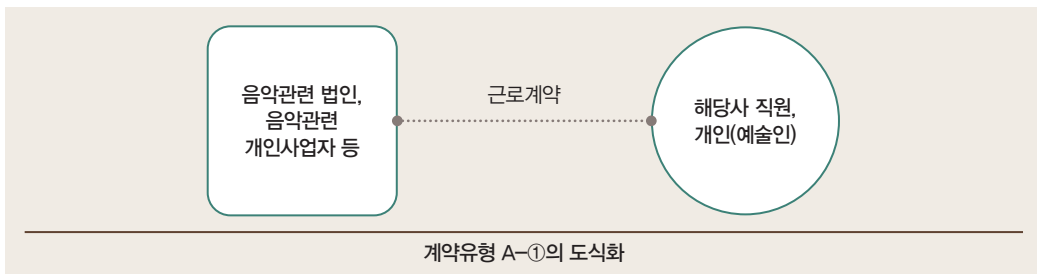 음악관련 법인,
음악관련
개인사업자 등
근로계약
해당사 직원,
개인(예술인)
계약유형 A-①의 도식화